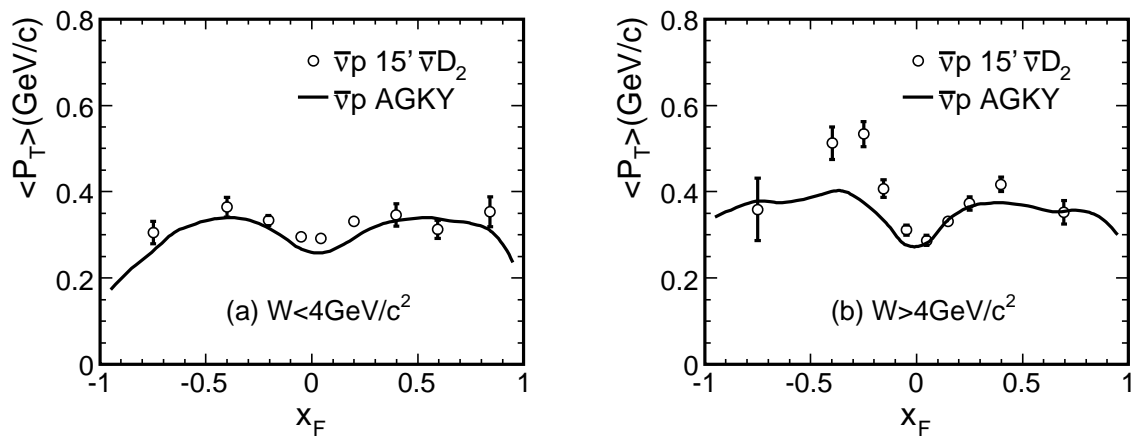 <P_T>(GeV/c)
0.8
0.6
0.4
0.2
0
ν̅p 15' ν̅D_2
ν̅p AGKY
(a) W<4GeV/c^2
-1 -0.5 0 0.5 1
x_F
<P_T>(GeV/c)
0.8
0.6
0.4
0.2
0
ν̅p 15' ν̅D_2
ν̅p AGKY
(b) W>4GeV/c^2
-1 -0.5 0 0.5 1
x_F